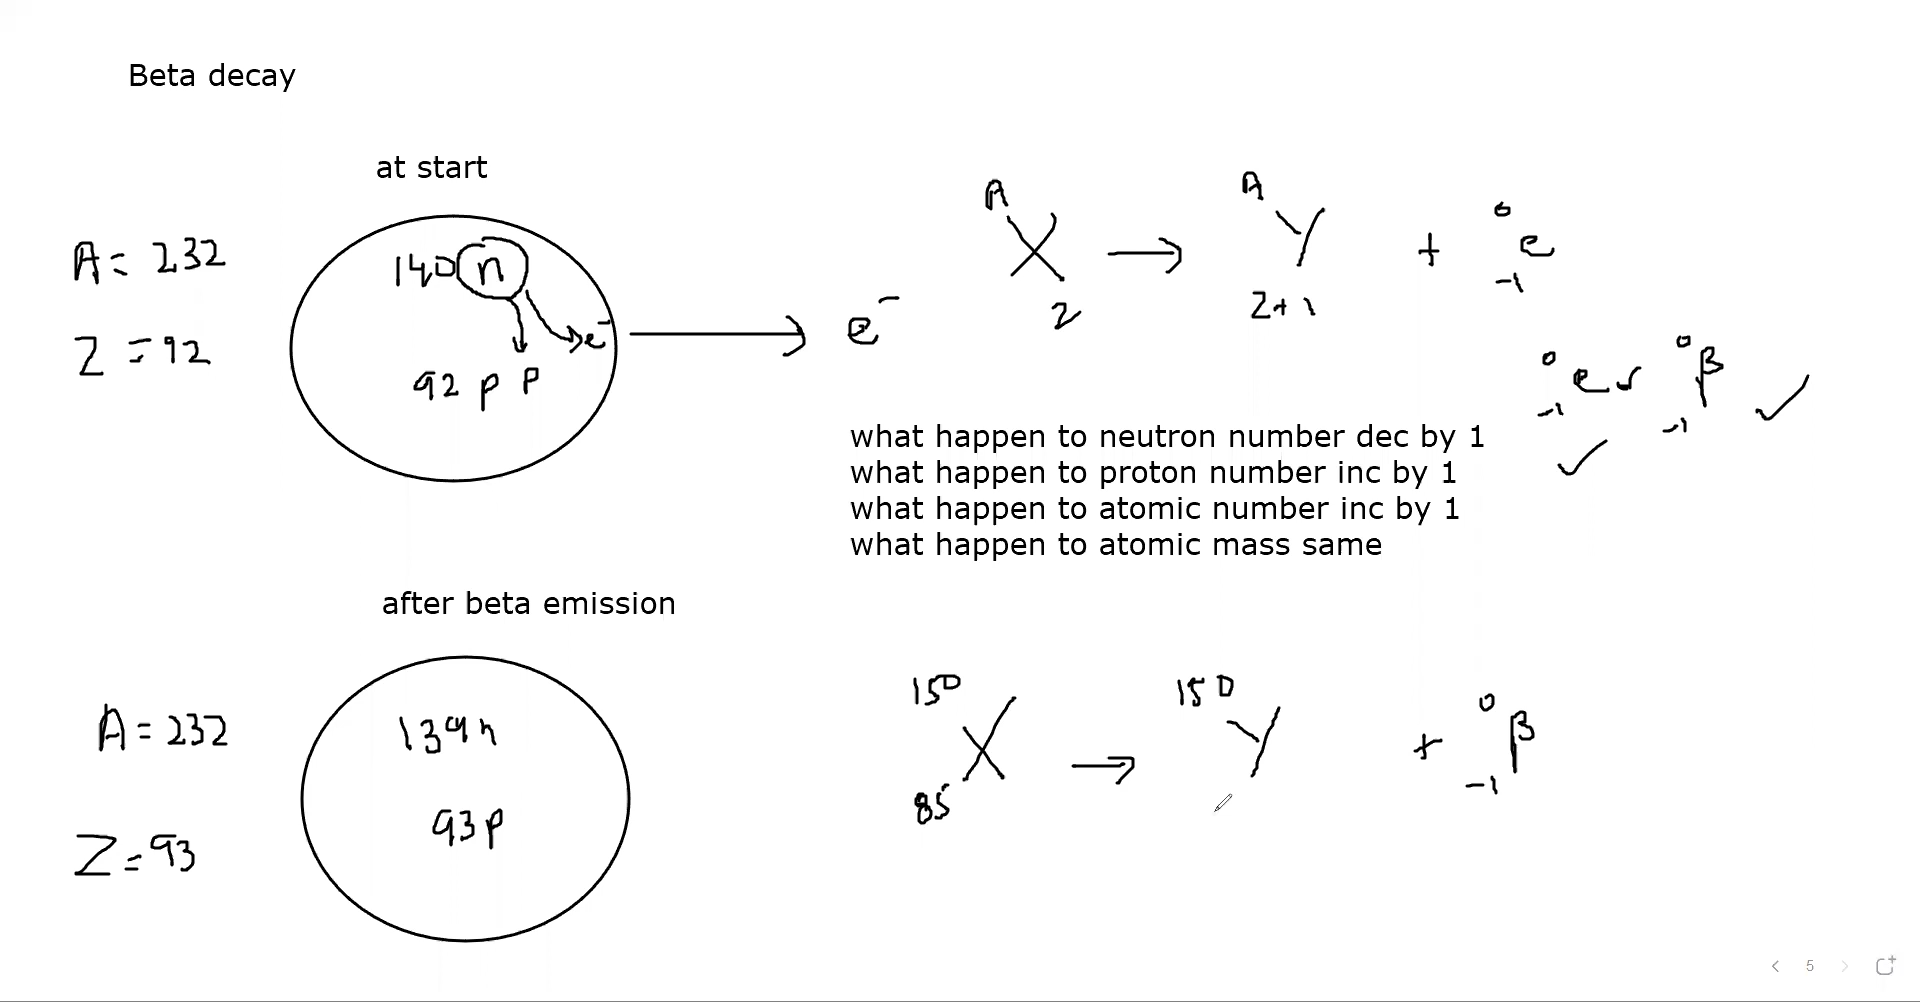 Beta decay
at start
A = 232
Z = 92
140 n
e⁻
92 p p
e⁻
A X Z → A Y Z+1 + 0 -1 e
0 -1 e ✓ 0 -1 β ✓
✓
what happen to neutron number dec by 1
what happen to proton number inc by 1
what happen to atomic number inc by 1
what happen to atomic mass same
after beta emission
A = 232
Z = 93
139 n
93 p
150 85 X → 150 Y + 0 -1 β
5